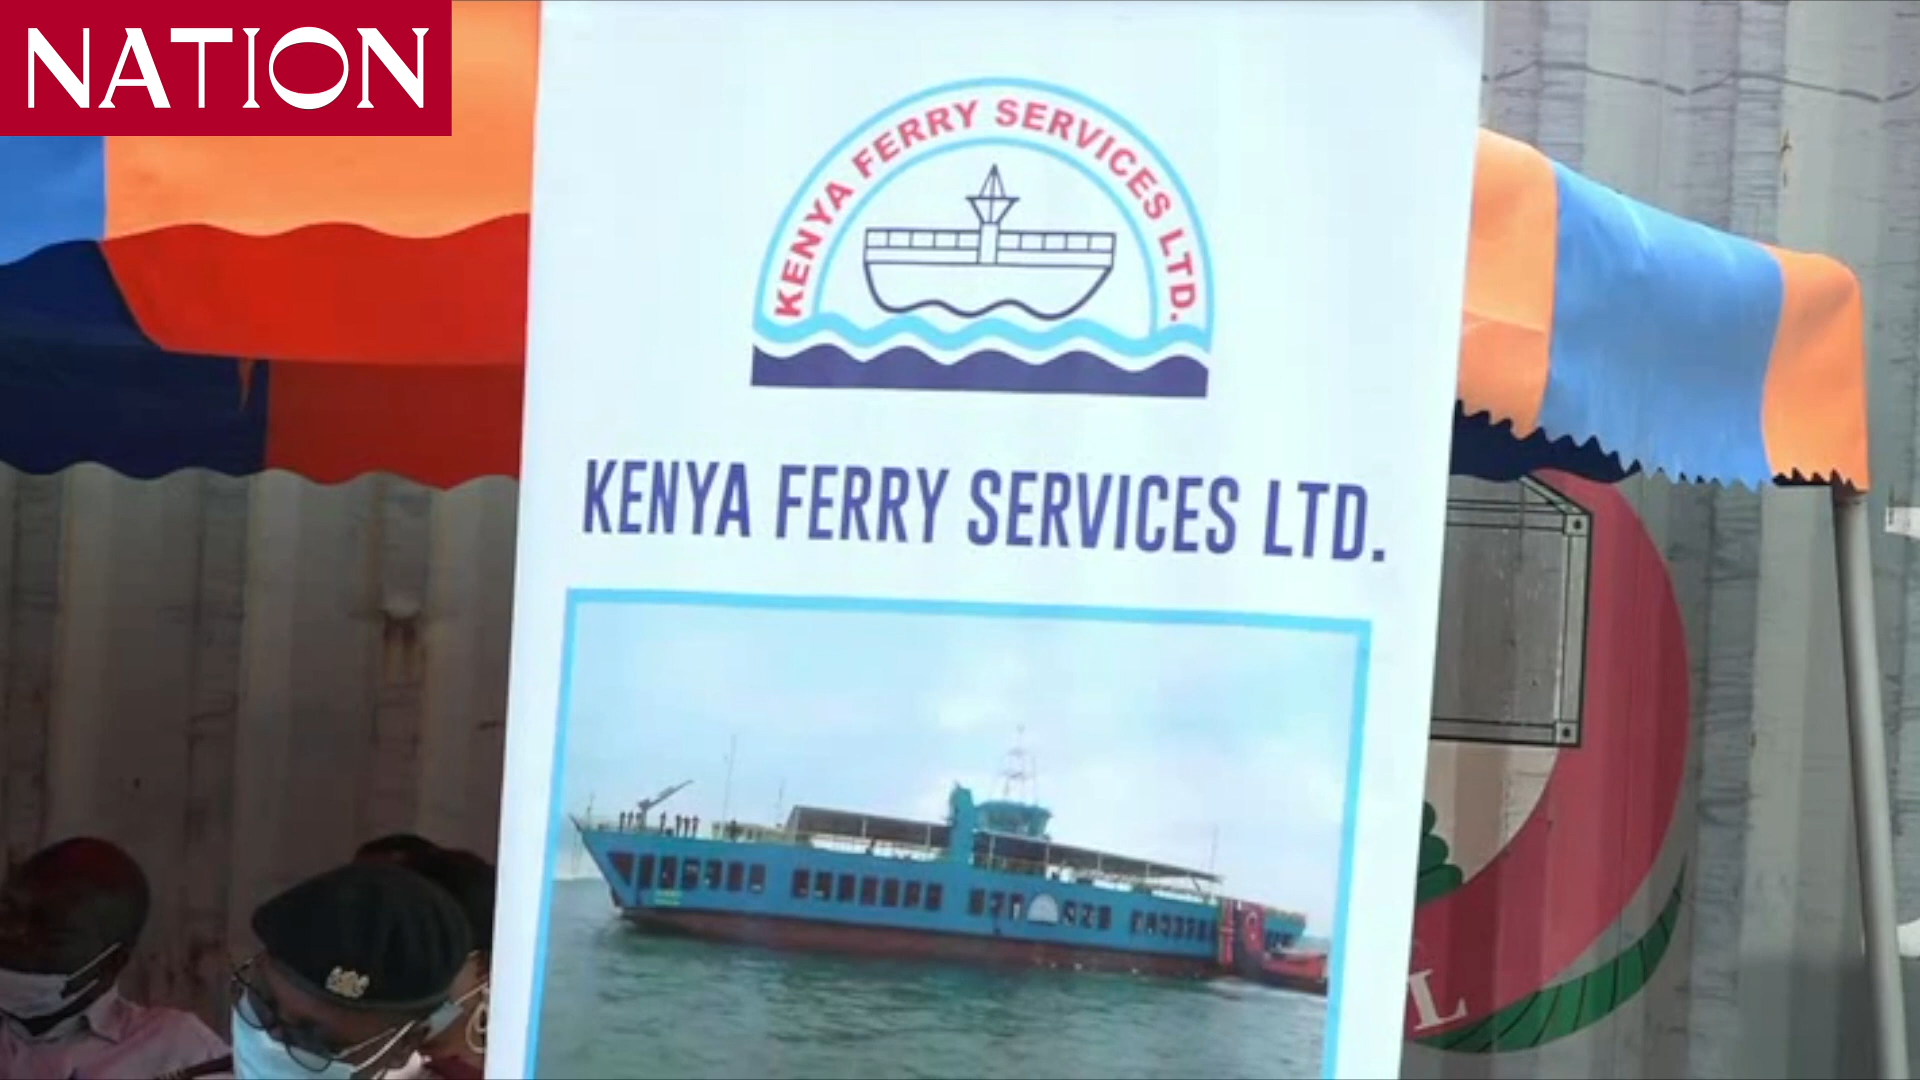 NATION
KENYA FERRY SERVICES LTD.
KENYA FERRY SERVICES LTD.
L